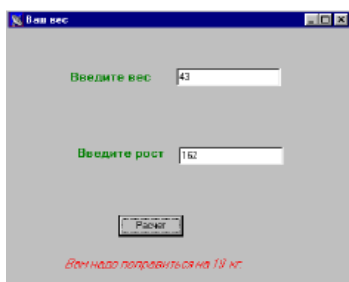 Ваш вес
Введите вес 43
Введите рост 162
Расчет
Вам надо поправиться на 19 кг.